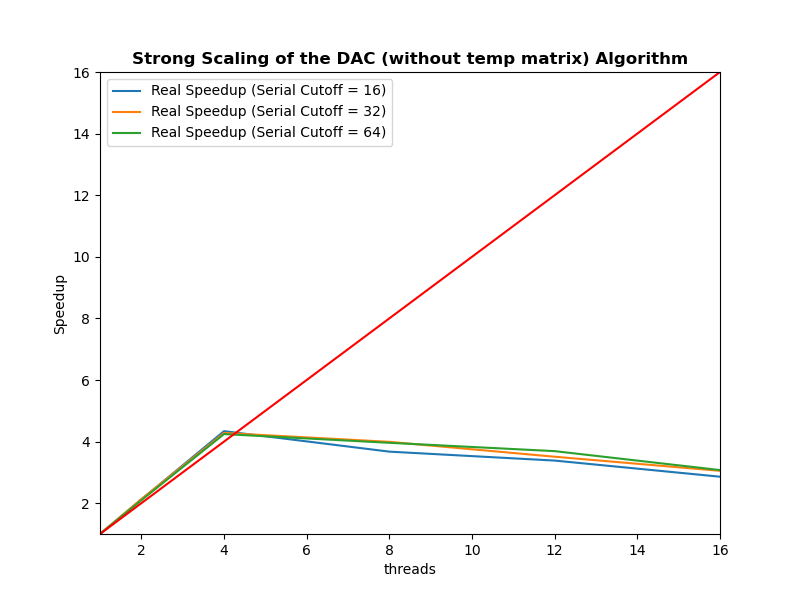 Strong Scaling of the DAC (without temp matrix) Algorithm
Real Speedup (Serial Cutoff = 16)
Real Speedup (Serial Cutoff = 32)
Real Speedup (Serial Cutoff = 64)
16
14
12
10
8
6
4
2
Speedup
2 4 6 8 10 12 14 16
threads